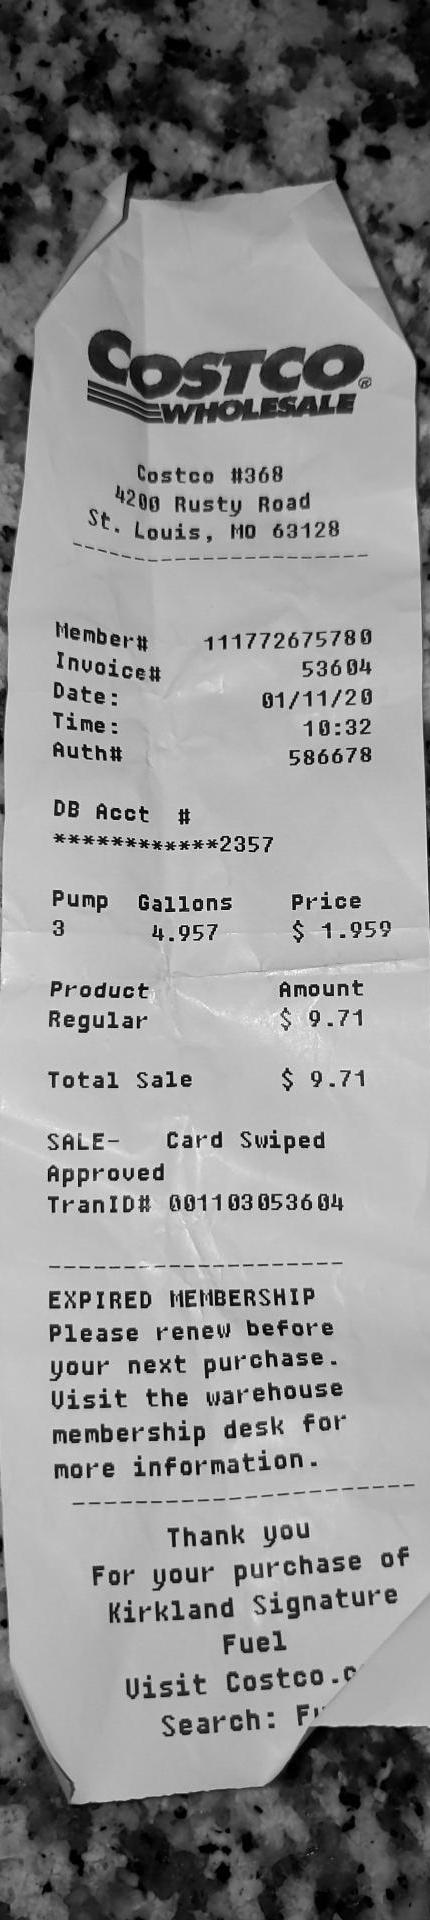 COSTCO®
WHOLESALE
Costco #368
4200 Rusty Road
St. Louis, MO 63128
--------------------
Member# 111772675780
Invoice# 53604
Date: 01/11/20
Time: 10:32
Auth# 586678
DB Acct #
************2357
Pump Gallons Price
3 4.957 $ 1.959
Product Amount
Regular $ 9.71
Total Sale $ 9.71
SALE- Card Swiped
Approved
TranID# 001103053604
--------------------
EXPIRED MEMBERSHIP
Please renew before
your next purchase.
Visit the warehouse
membership desk for
more information.
--------------------
Thank you
For your purchase of
Kirkland Signature
Fuel
Visit Costco.c
Search: